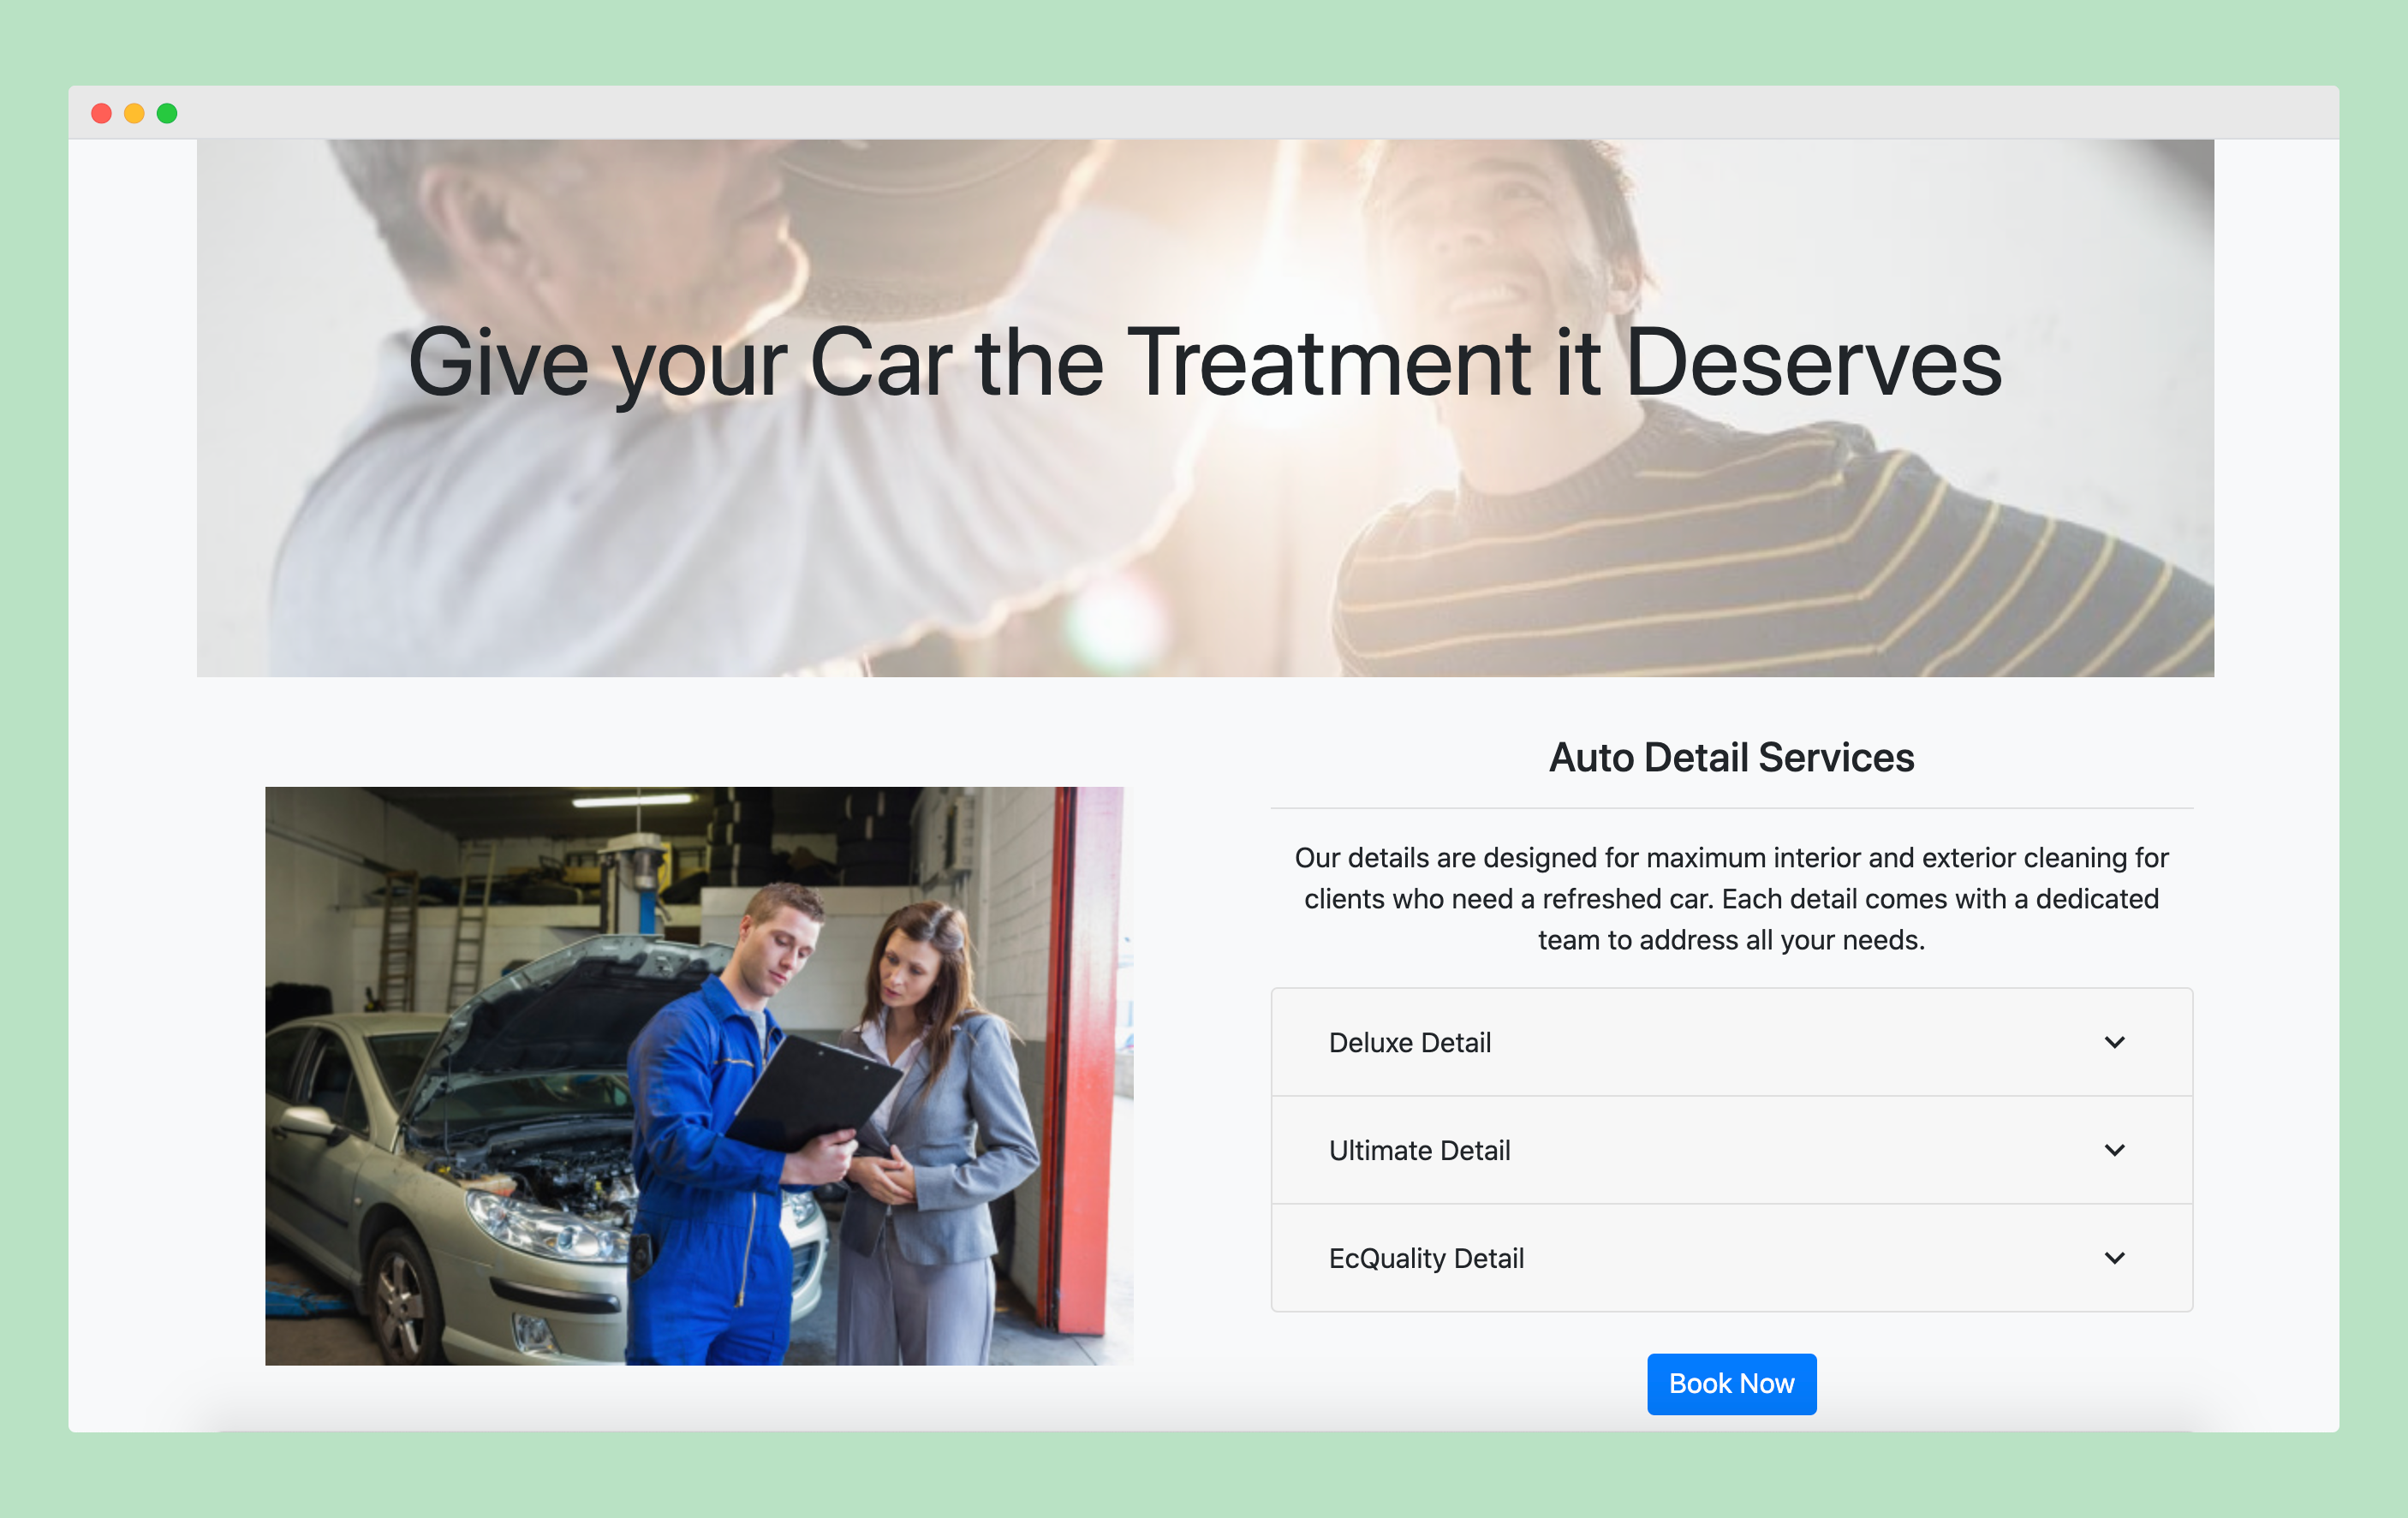 Give your Car the Treatment it Deserves
Auto Detail Services
Our details are designed for maximum interior and exterior cleaning for
clients who need a refreshed car. Each detail comes with a dedicated
team to address all your needs.
Deluxe Detail
Ultimate Detail
EcQuality Detail
Book Now